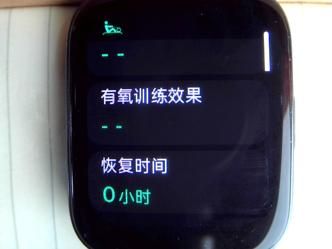 --
有氧训练效果
--
恢复时间
0小时